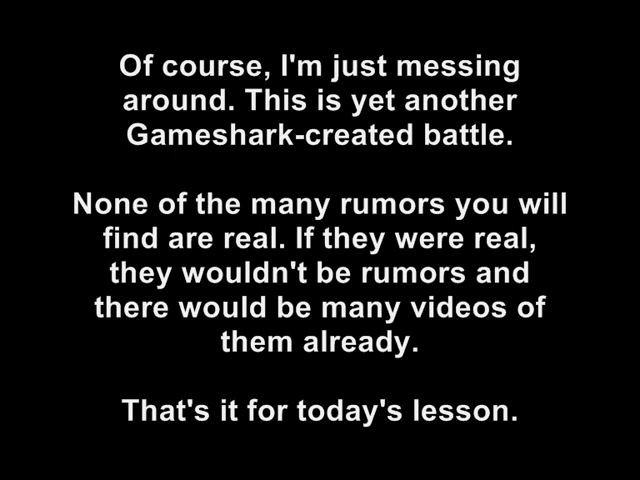 Of course, I'm just messing
around. This is yet another
Gameshark-created battle.
None of the many rumors you will
find are real. If they were real,
they wouldn't be rumors and
there would be many videos of
them already.
That's it for today's lesson.